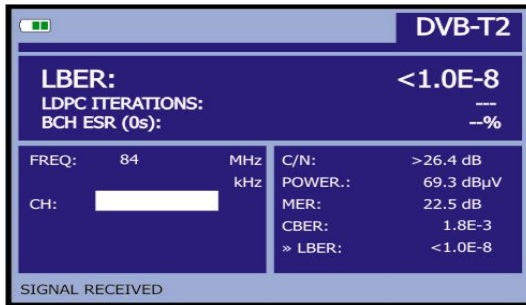 DVB-T2
LBER: <1.0E-8
LDPC ITERATIONS: ---
BCH ESR (0s): --%
FREQ: 84 MHz
kHz
CH:
C/N: >26.4 dB
POWER.: 69.3 dBµV
MER: 22.5 dB
CBER: 1.8E-3
» LBER: <1.0E-8
SIGNAL RECEIVED